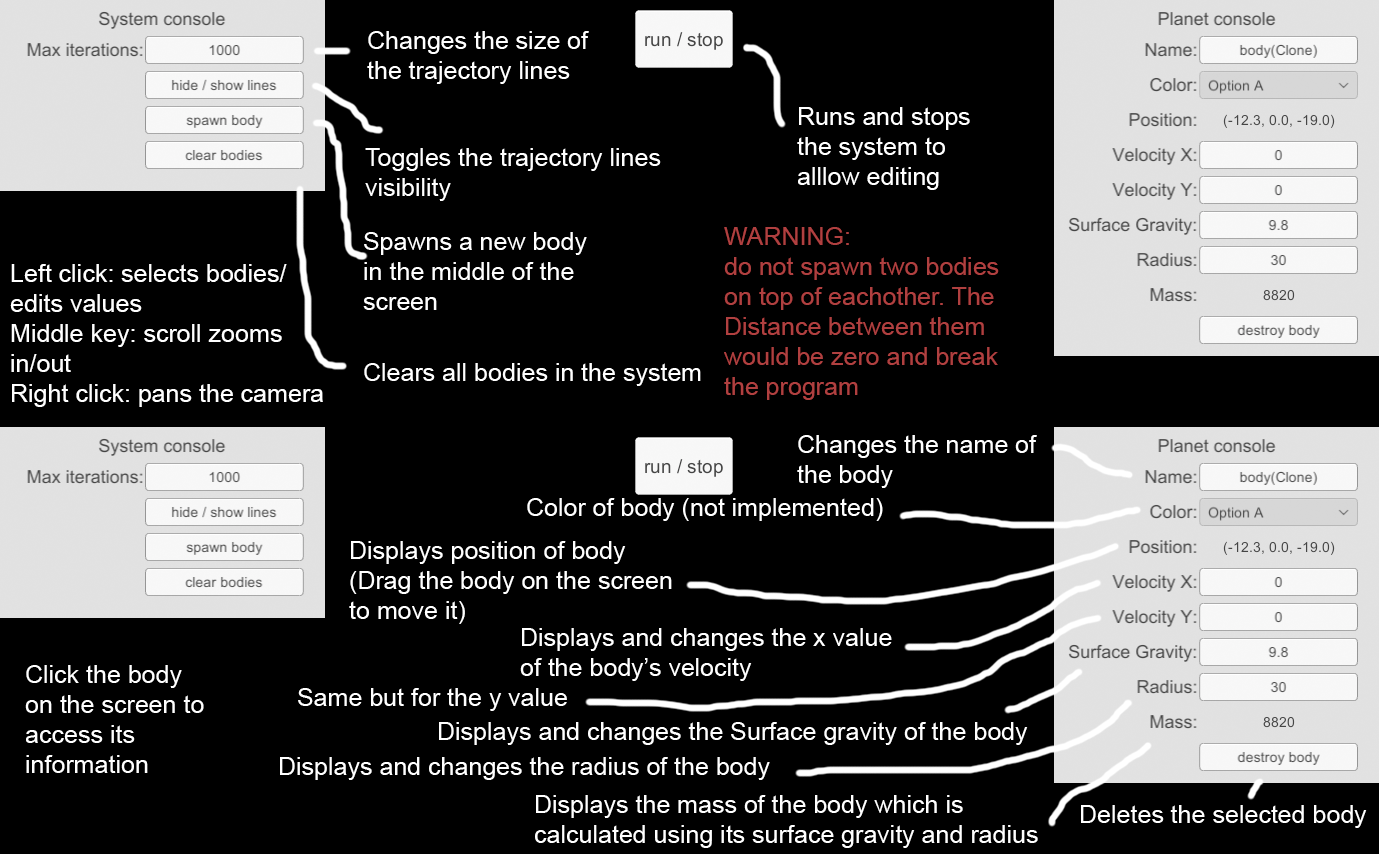 System console
Max iterations: 1000
hide / show lines
spawn body
clear bodies
Changes the size of
the trajectory lines
Toggles the trajectory lines
visibility
Spawns a new body
in the middle of the
screen
Clears all bodies in the system
run / stop
Runs and stops
the system to
alllow editing
WARNING:
do not spawn two bodies
on top of eachother. The
Distance between them
would be zero and break
the program
Planet console
Name: body(Clone)
Color: Option A
Position: (-12.3, 0.0, -19.0)
Velocity X: 0
Velocity Y: 0
Surface Gravity: 9.8
Radius: 30
Mass: 8820
destroy body
Left click: selects bodies/
edits values
Middle key: scroll zooms
in/out
Right click: pans the camera
System console
Max iterations: 1000
hide / show lines
spawn body
clear bodies
run / stop
Changes the name of
the body
Color of body (not implemented)
Displays position of body
(Drag the body on the screen
to move it)
Displays and changes the x value
of the body's velocity
Same but for the y value
Displays and changes the Surface gravity of the body
Displays and changes the radius of the body
Displays the mass of the body which is
calculated using its surface gravity and radius
Click the body
on the screen to
access its
information
Planet console
Name: body(Clone)
Color: Option A
Position: (-12.3, 0.0, -19.0)
Velocity X: 0
Velocity Y: 0
Surface Gravity: 9.8
Radius: 30
Mass: 8820
destroy body
Deletes the selected body